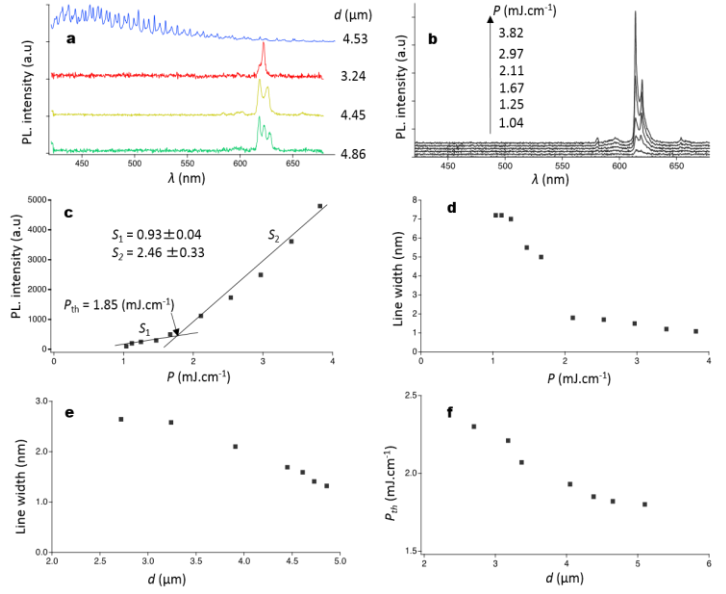 a
d (μm)
4.53
3.24
4.45
4.86
PL. intensity (a.u)
450 500 550 600 650
λ (nm)
b
P (mJ.cm⁻¹)
3.82
2.97
2.11
1.67
1.25
1.04
PL. intensity (a.u)
450 500 550 600 650
λ (nm)
c
S₁ = 0.93±0.04
S₂ = 2.46 ±0.33
S₂
Pth = 1.85 (mJ.cm⁻¹)
S₁
PL. intensity (a.u)
5000
4000
3000
2000
1000
0
0 1 2 3 4
P (mJ.cm⁻¹)
d
Line width (nm)
8
7
6
5
4
3
2
1
0
0 1 2 3 4
P (mJ.cm⁻¹)
e
Line width (nm)
3.0
2.0
1.0
0.0
2.0 2.5 3.0 3.5 4.0 4.5 5.0
d (μm)
f
Pth (mJ.cm⁻¹)
2.5
2.0
1.5
2 3 4 5 6
d (μm)